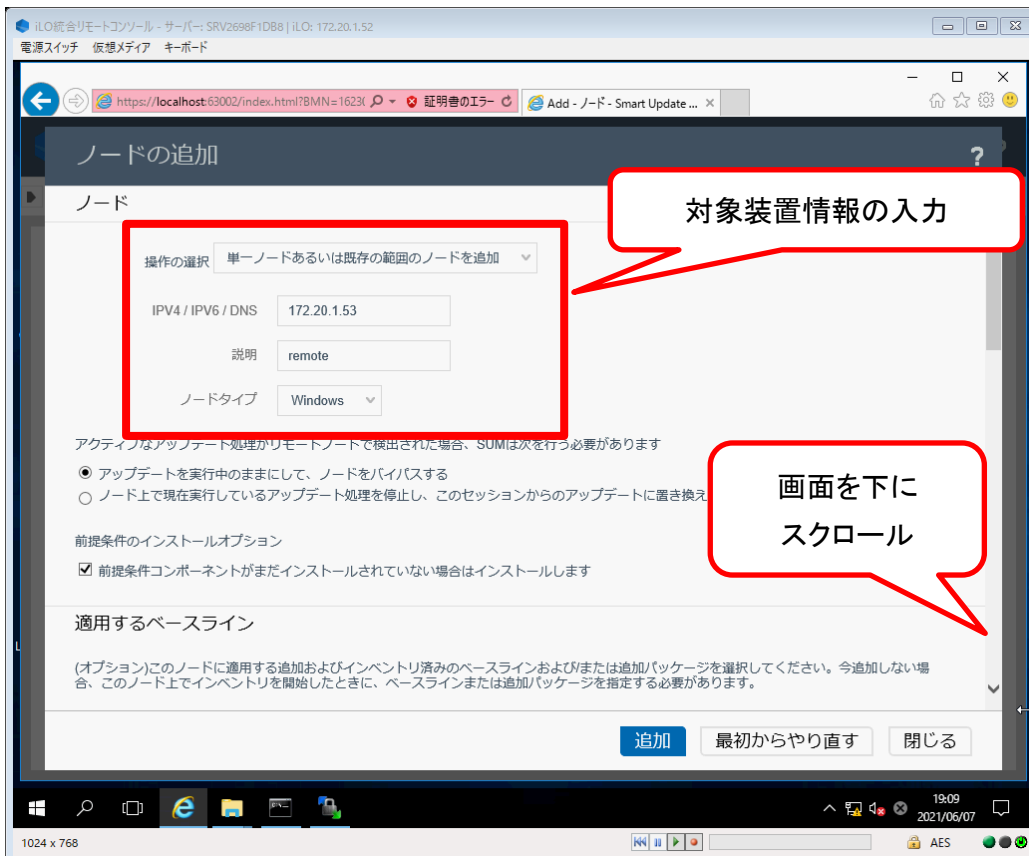 iLO統合リモートコンソール - サーバー: SRV2698F1DB8 | iLO: 172.20.1.52
電源スイッチ 仮想メディア キーボード
https://localhost:63002/index.html?BMN=1623( 証明書のエラー Add - ノード - Smart Update ... ×
ノードの追加 ?
ノード
対象装置情報の入力
操作の選択 単一ノードあるいは既存の範囲のノードを追加
IPV4 / IPV6 / DNS 172.20.1.53
説明 remote
ノードタイプ Windows
アクティブなアップデート処理がリモートノードで検出された場合、SUMは次を行う必要があります
アップデートを実行中のままにして、ノードをバイパスする
ノード上で現在実行しているアップデート処理を停止し、このセッションからのアップデートに置き換え
画面を下に
スクロール
前提条件のインストールオプション
前提条件コンポーネントがまだインストールされていない場合はインストールします
適用するベースライン
(オプション)このノードに適用する追加およびインベントリ済みのベースラインおよび/または追加パッケージを選択してください。今追加しない場
合、このノード上でインベントリを開始したときに、ベースラインまたは追加パッケージを指定する必要があります。
追加 最初からやり直す 閉じる
19:09
2021/06/07
1024 x 768 AES